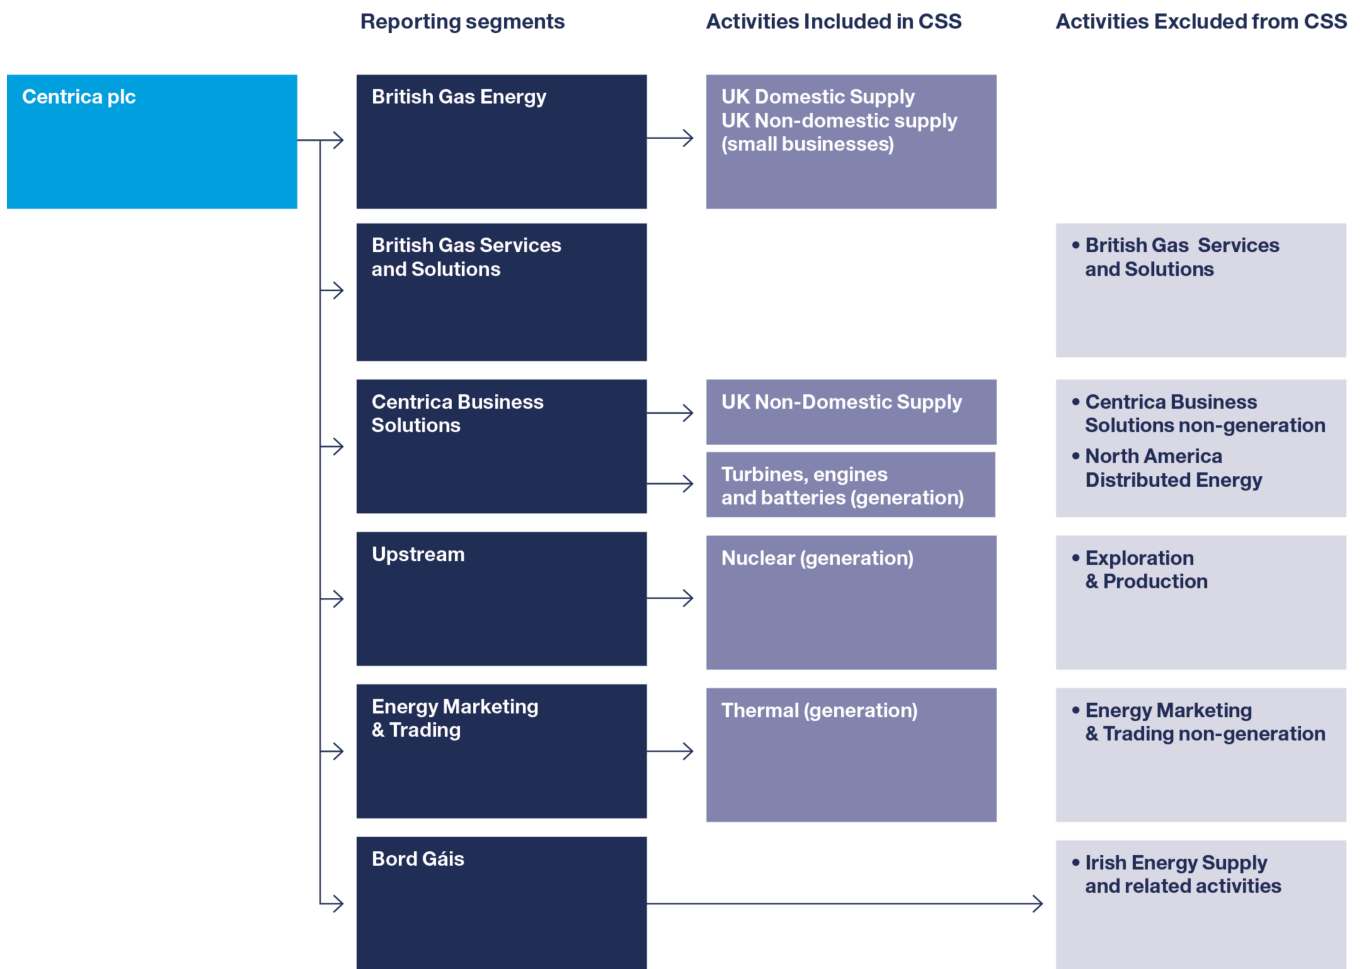 Reporting segments
Activities Included in CSS
Activities Excluded from CSS
Centrica plc
British Gas Energy
UK Domestic Supply
UK Non-domestic supply
(small businesses)
British Gas Services
and Solutions
• British Gas Services
and Solutions
Centrica Business
Solutions
UK Non-Domestic Supply
Turbines, engines
and batteries (generation)
• Centrica Business
Solutions non-generation
• North America
Distributed Energy
Upstream
Nuclear (generation)
• Exploration
& Production
Energy Marketing
& Trading
Thermal (generation)
• Energy Marketing
& Trading non-generation
Bord Gáis
• Irish Energy Supply
and related activities